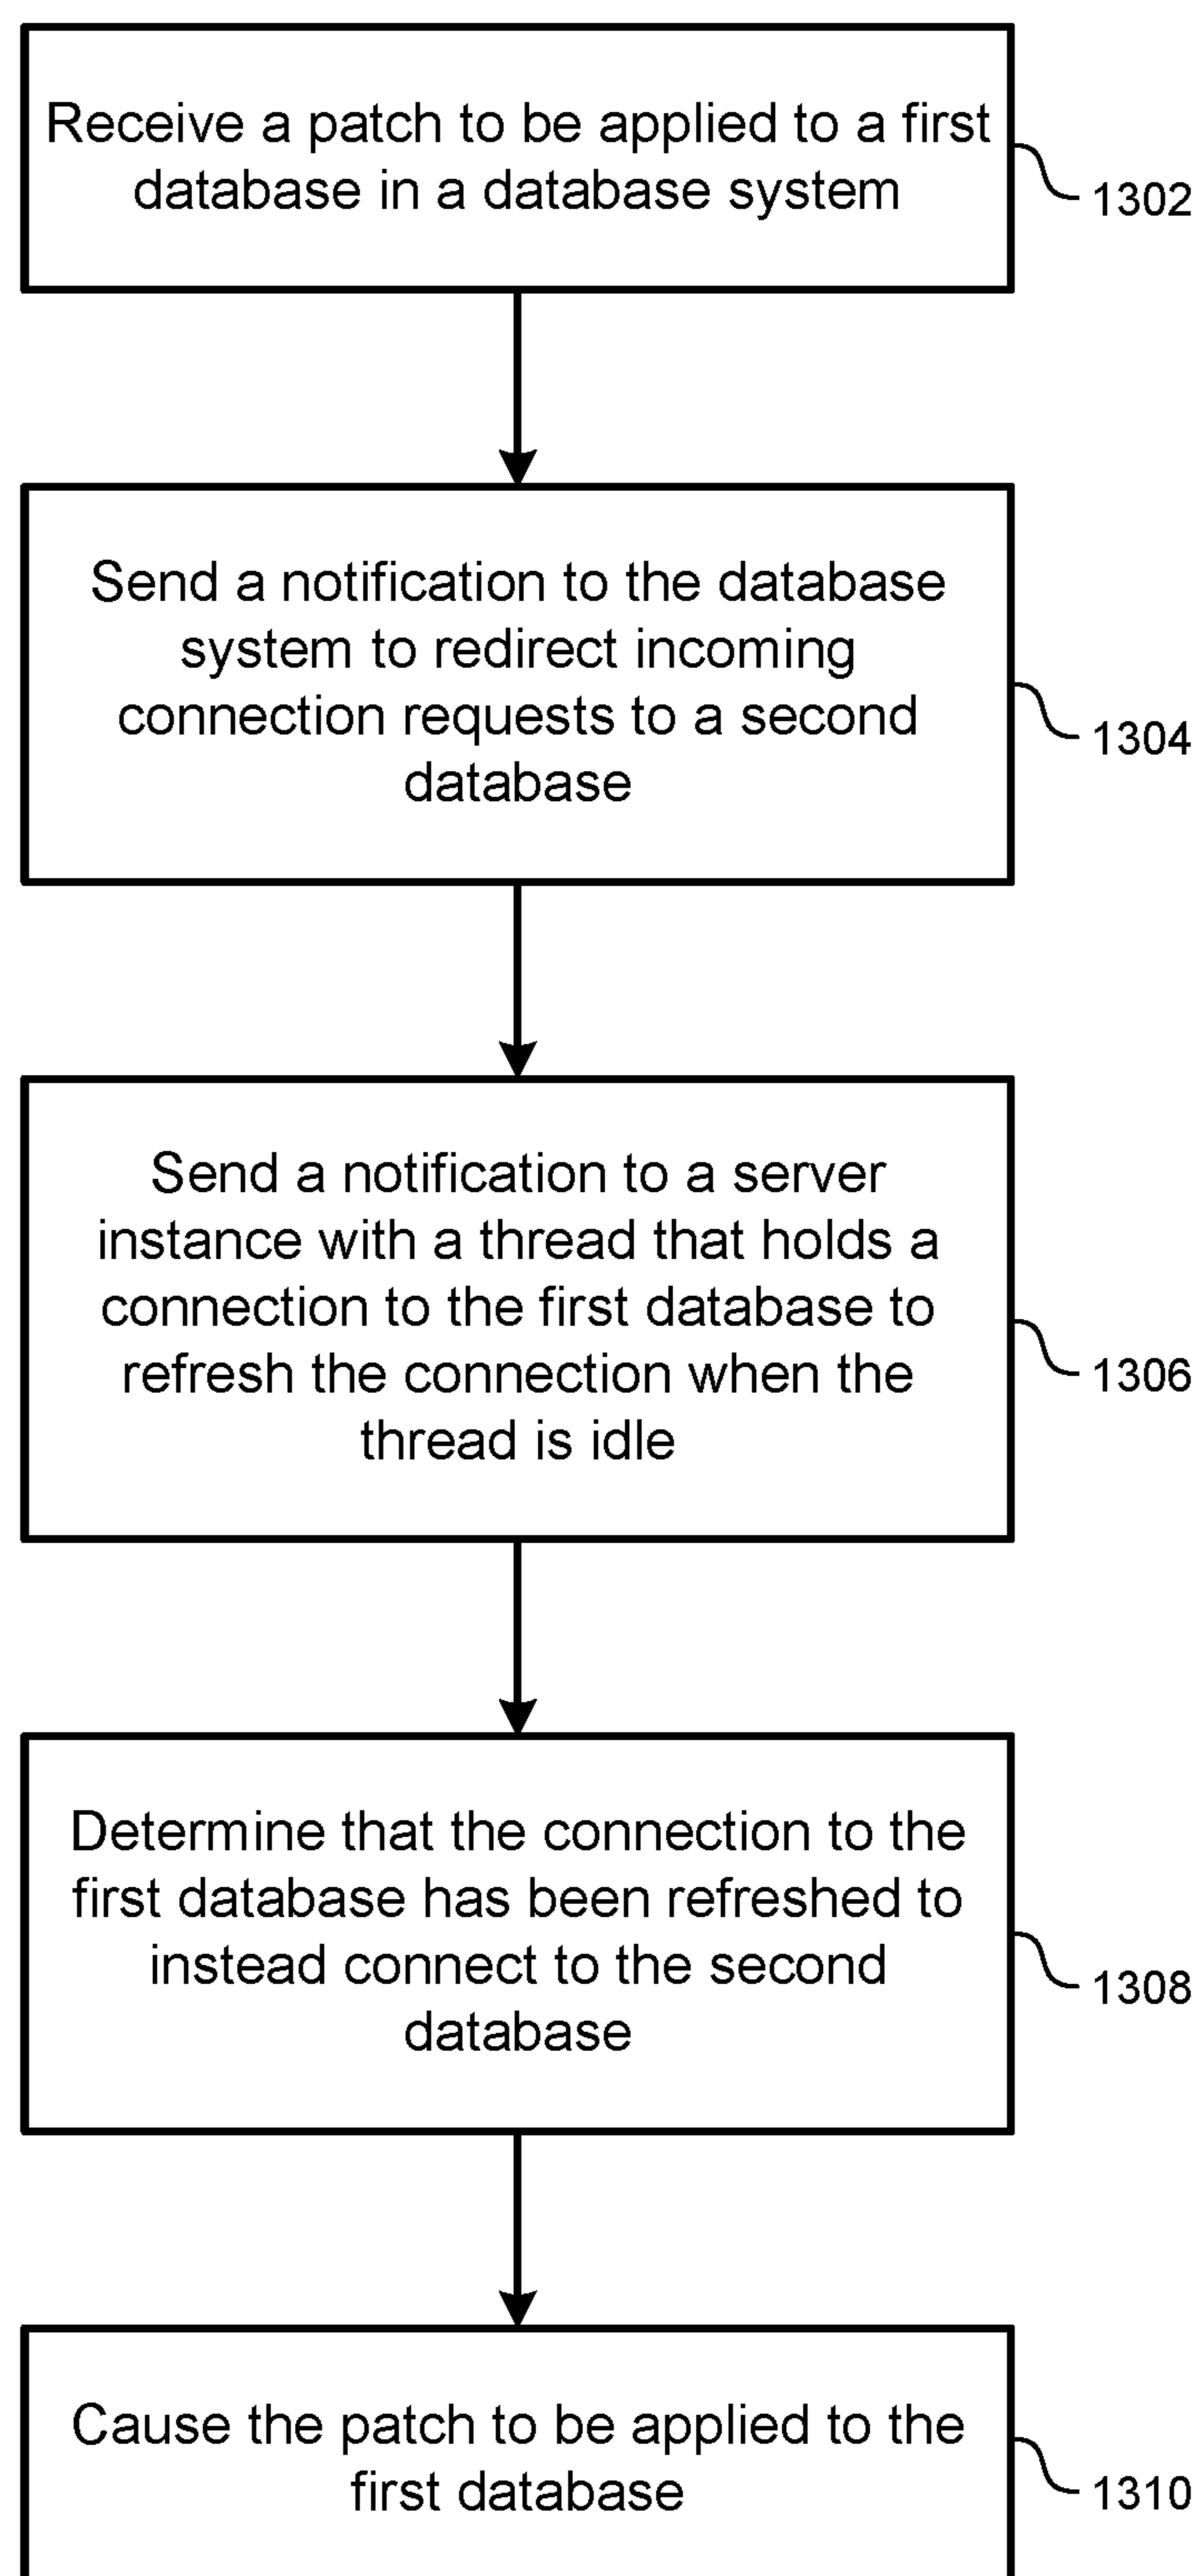 Receive a patch to be applied to a first
database in a database system
1302
Send a notification to the database
system to redirect incoming
connection requests to a second
database
1304
Send a notification to a server
instance with a thread that holds a
connection to the first database to
refresh the connection when the
thread is idle
1306
Determine that the connection to the
first database has been refreshed to
instead connect to the second
database
1308
Cause the patch to be applied to the
first database
1310